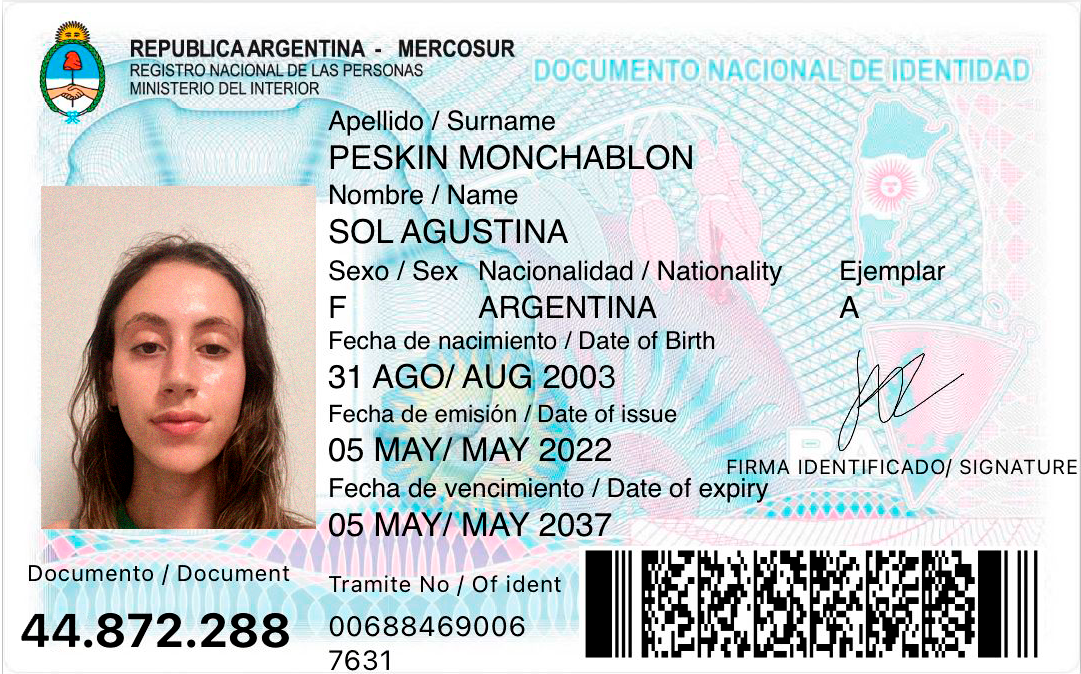 REPUBLICA ARGENTINA - MERCOSUR
REGISTRO NACIONAL DE LAS PERSONAS
MINISTERIO DEL INTERIOR
DOCUMENTO NACIONAL DE IDENTIDAD
Apellido / Surname
PESKIN MONCHABLON
Nombre / Name
SOL AGUSTINA
Sexo / Sex Nacionalidad / Nationality Ejemplar
F ARGENTINA A
Fecha de nacimiento / Date of Birth
31 AGO/ AUG 2003
Fecha de emisión / Date of issue
05 MAY/ MAY 2022
FIRMA IDENTIFICADO/ SIGNATURE
Fecha de vencimiento / Date of expiry
05 MAY/ MAY 2037
Documento / Document
44.872.288
Tramite No / Of ident
00688469006
7631